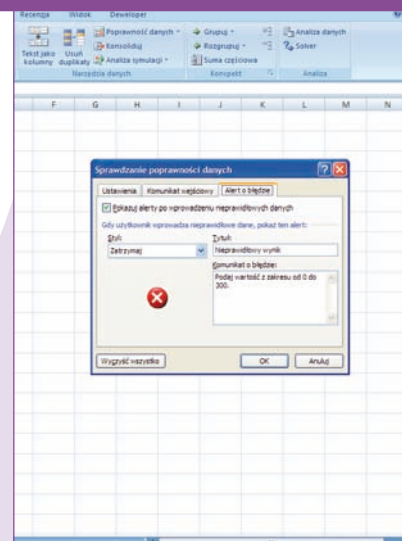 Recenzja Widok Deweloper
Tekst jako kolumny
Usuń duplikaty
Poprawność danych
Konsoliduj
Analiza symulacji
Narzędzia danych
Grupuj
Rozgrupuj
Suma częściowa
Konspekt
Analiza danych
Solver
Analiza
F G H I J K L M N
Sprawdzanie poprawności danych
Ustawienia Komunikat wejściowy Alert o błędzie
Pokazuj alerty po wprowadzeniu nieprawidłowych danych
Gdy użytkownik wprowadza nieprawidłowe dane, pokaż ten alert:
Styl: Tytuł:
Zatrzymaj Nieprawidłowy wynik
Komunikat o błędzie:
Podaj wartość z zakresu od 0 do
300.
Wyczyść wszystko OK Anuluj